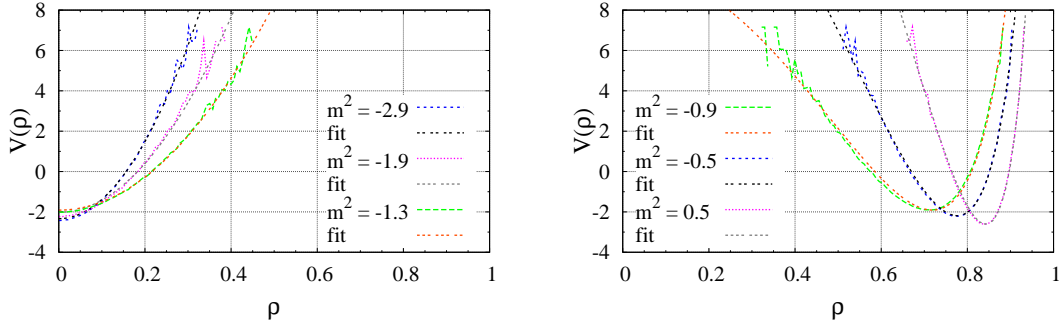 8
6
4
2
0
-2
-4
0 0.2 0.4 0.6 0.8 1
V(ρ)
ρ
m² = -2.9
fit
m² = -1.9
fit
m² = -1.3
fit
8
6
4
2
0
-2
-4
0 0.2 0.4 0.6 0.8 1
V(ρ)
ρ
m² = -0.9
fit
m² = -0.5
fit
m² = 0.5
fit